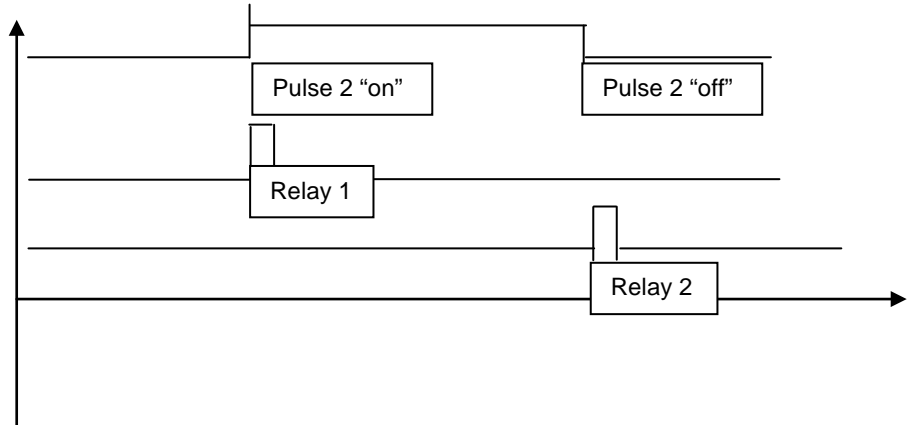 Pulse 2 “on”
Pulse 2 “off”
Relay 1
Relay 2